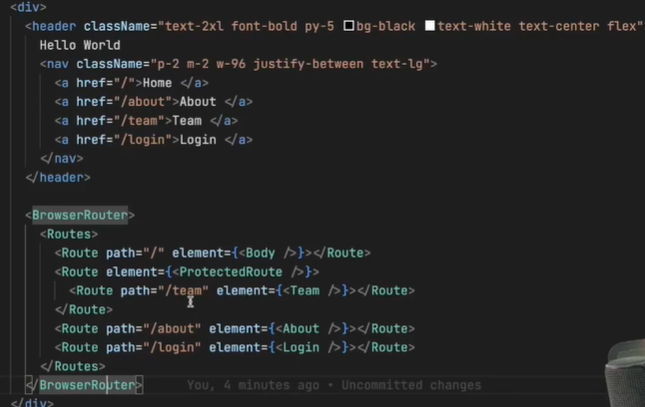 <div>
<header className="text-2xl font-bold py-5 bg-black text-white text-center flex"
Hello World
<nav className="p-2 m-2 w-96 justify-between text-lg">
<a href="/">Home </a>
<a href="/about">About </a>
<a href="/team">Team </a>
<a href="/login">Login </a>
</nav>
</header>
<BrowserRouter>
<Routes>
<Route path="/" element={<Body />}></Route>
<Route element={<ProtectedRoute />}>
<Route path="/team" element={<Team />}></Route>
</Route>
<Route path="/about" element={<About />}></Route>
<Route path="/login" element={<Login />}></Route>
</Routes>
</BrowserRouter> You, 4 minutes ago • Uncommitted changes
</div>